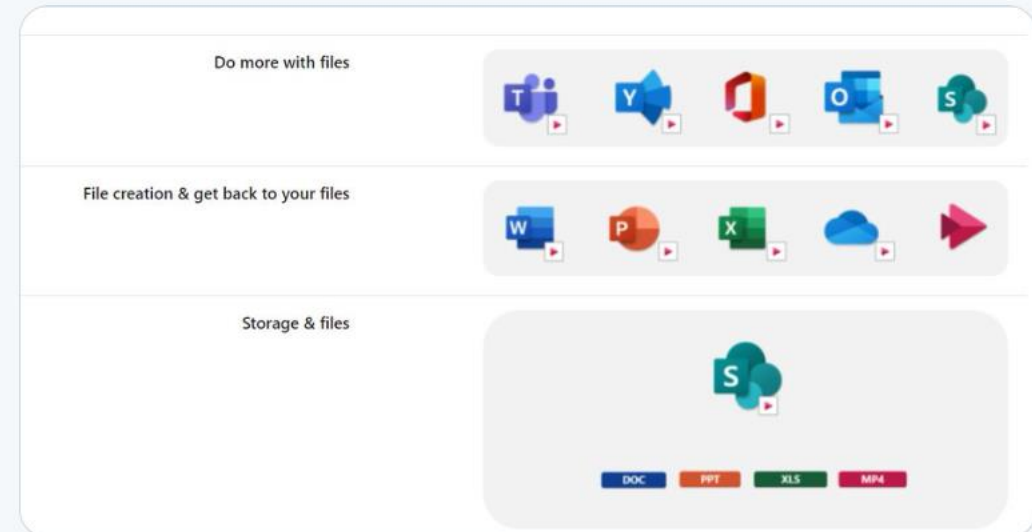 Do more with files
T Y O S
File creation & get back to your files
W P X
Storage & files
S
DOC PPT XLS MP4